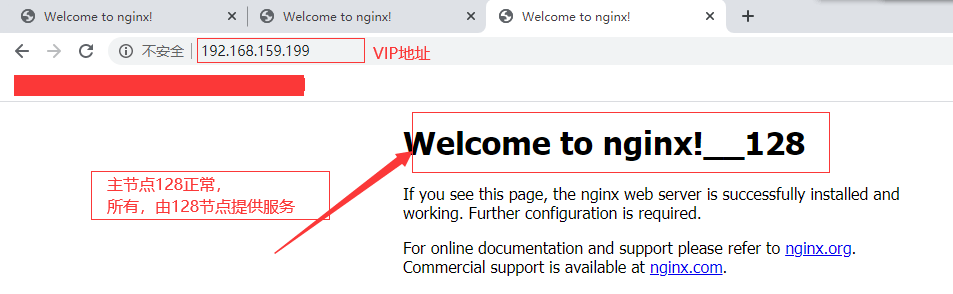 Welcome to nginx!
Welcome to nginx!
Welcome to nginx!
不安全
192.168.159.199
VIP地址
Welcome to nginx!__128
主节点128正常，
所有，由128节点提供服务
If you see this page, the nginx web server is successfully installed and
working. Further configuration is required.
For online documentation and support please refer to nginx.org.
Commercial support is available at nginx.com.